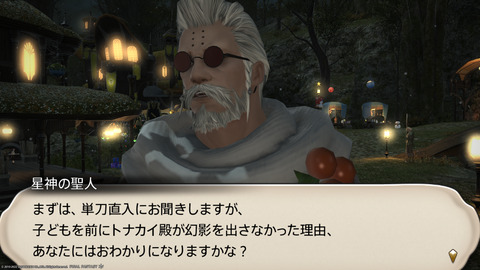 星神の聖人
まずは、単刀直入にお聞きしますが、
子どもを前にトナカイ殿が幻影を出さなかった理由、
あなたにはおわかりになりますかな？